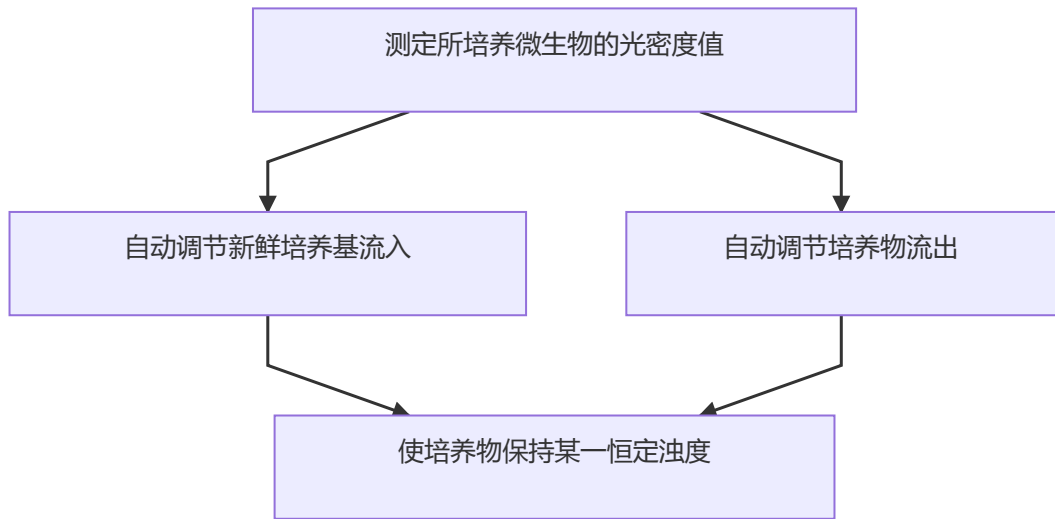 测定所培养微生物的光密度值
自动调节新鲜培养基流入
自动调节培养物流出
使培养物保持某一恒定浊度